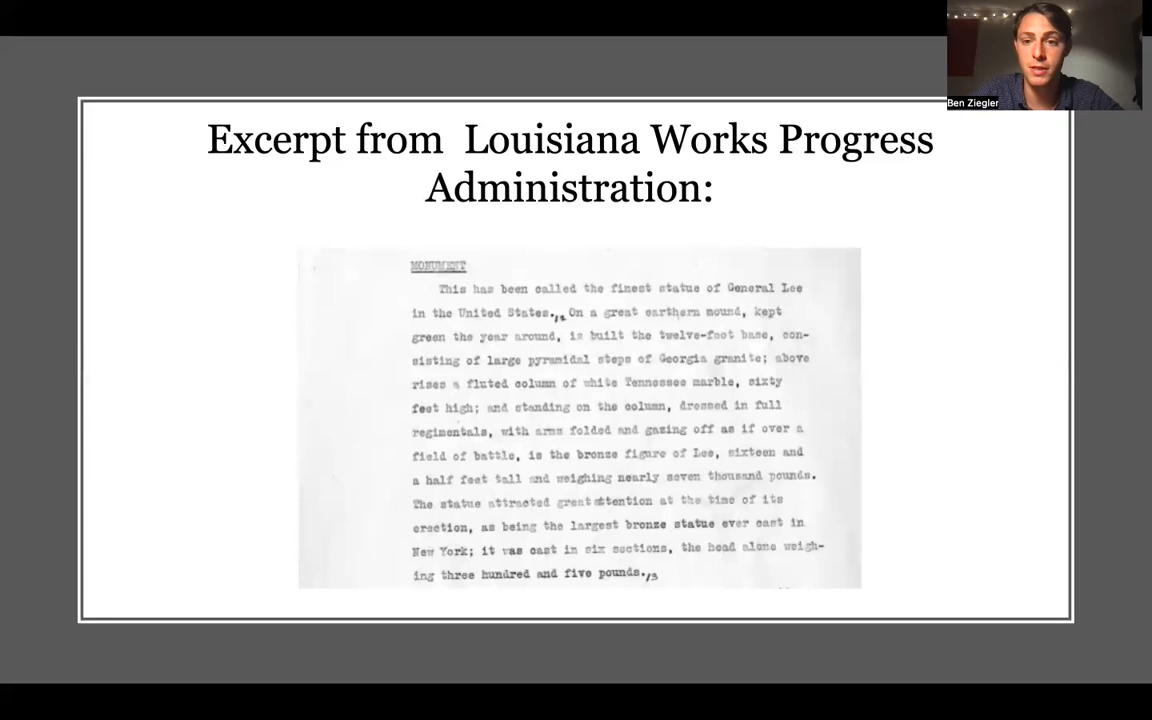 Ben Ziegler
Excerpt from Louisiana Works Progress
Administration:
MONUMENT
This has been called the finest statue of General Lee
in the United States.12 On a great earthern mound, kept
green the year around, is built the twelve-foot base, con-
sisting of large pyramidal steps of Georgia granite; above
rises a fluted column of white Tennessee marble, sixty
feet high; and standing on the column, dressed in full
regimentals, with arms folded and gazing off as if over a
field of battle, is the bronze figure of Lee, sixteen and
a half feet tall and weighing nearly seven thousand pounds.
The statue attracted great attention at the time of its
erection, as being the largest bronze statue ever cast in
New York; it was cast in six sections, the head alone weigh-
ing three hundred and five pounds.13